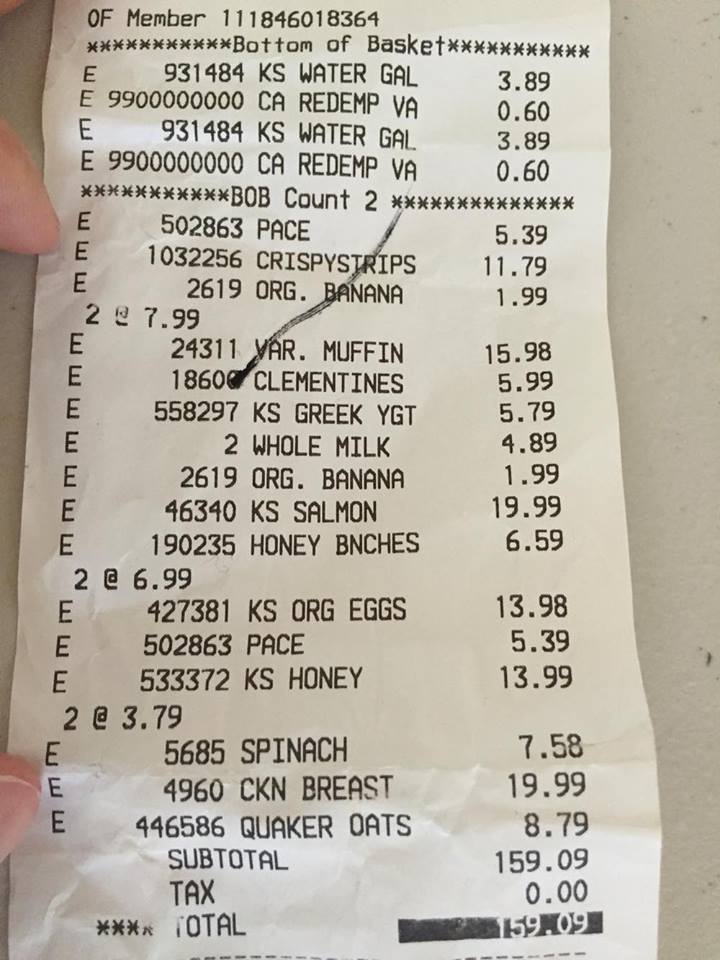 OF Member 111846018364
***********Bottom of Basket***********
E 931484 KS WATER GAL 3.89
E 9900000000 CA REDEMP VA 0.60
E 931484 KS WATER GAL 3.89
E 9900000000 CA REDEMP VA 0.60
***********BOB Count 2 **************
E 502863 PACE 5.39
E 1032256 CRISPYSTRIPS 11.79
E 2619 ORG. BANANA 1.99
2 @ 7.99
E 24311 VAR. MUFFIN 15.98
E 18600 CLEMENTINES 5.99
E 558297 KS GREEK YGT 5.79
E 2 WHOLE MILK 4.89
E 2619 ORG. BANANA 1.99
E 46340 KS SALMON 19.99
E 190235 HONEY BNCHES 6.59
2 @ 6.99
E 427381 KS ORG EGGS 13.98
E 502863 PACE 5.39
E 533372 KS HONEY 13.99
2 @ 3.79
E 5685 SPINACH 7.58
E 4960 CKN BREAST 19.99
E 446586 QUAKER OATS 8.79
SUBTOTAL 159.09
TAX 0.00
**** TOTAL 159.09